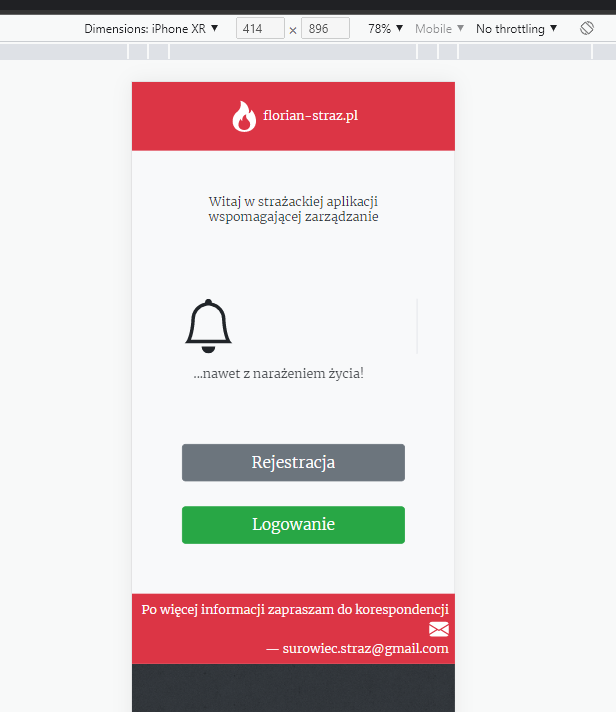 Dimensions: iPhone XR ▼ 414 × 896 78% ▼ Mobile ▼ No throttling ▼
florian-straz.pl
Witaj w strażackiej aplikacji
wspomagającej zarządzanie
...nawet z narażeniem życia!
Rejestracja
Logowanie
Po więcej informacji zapraszam do korespondencji
— surowiec.straz@gmail.com